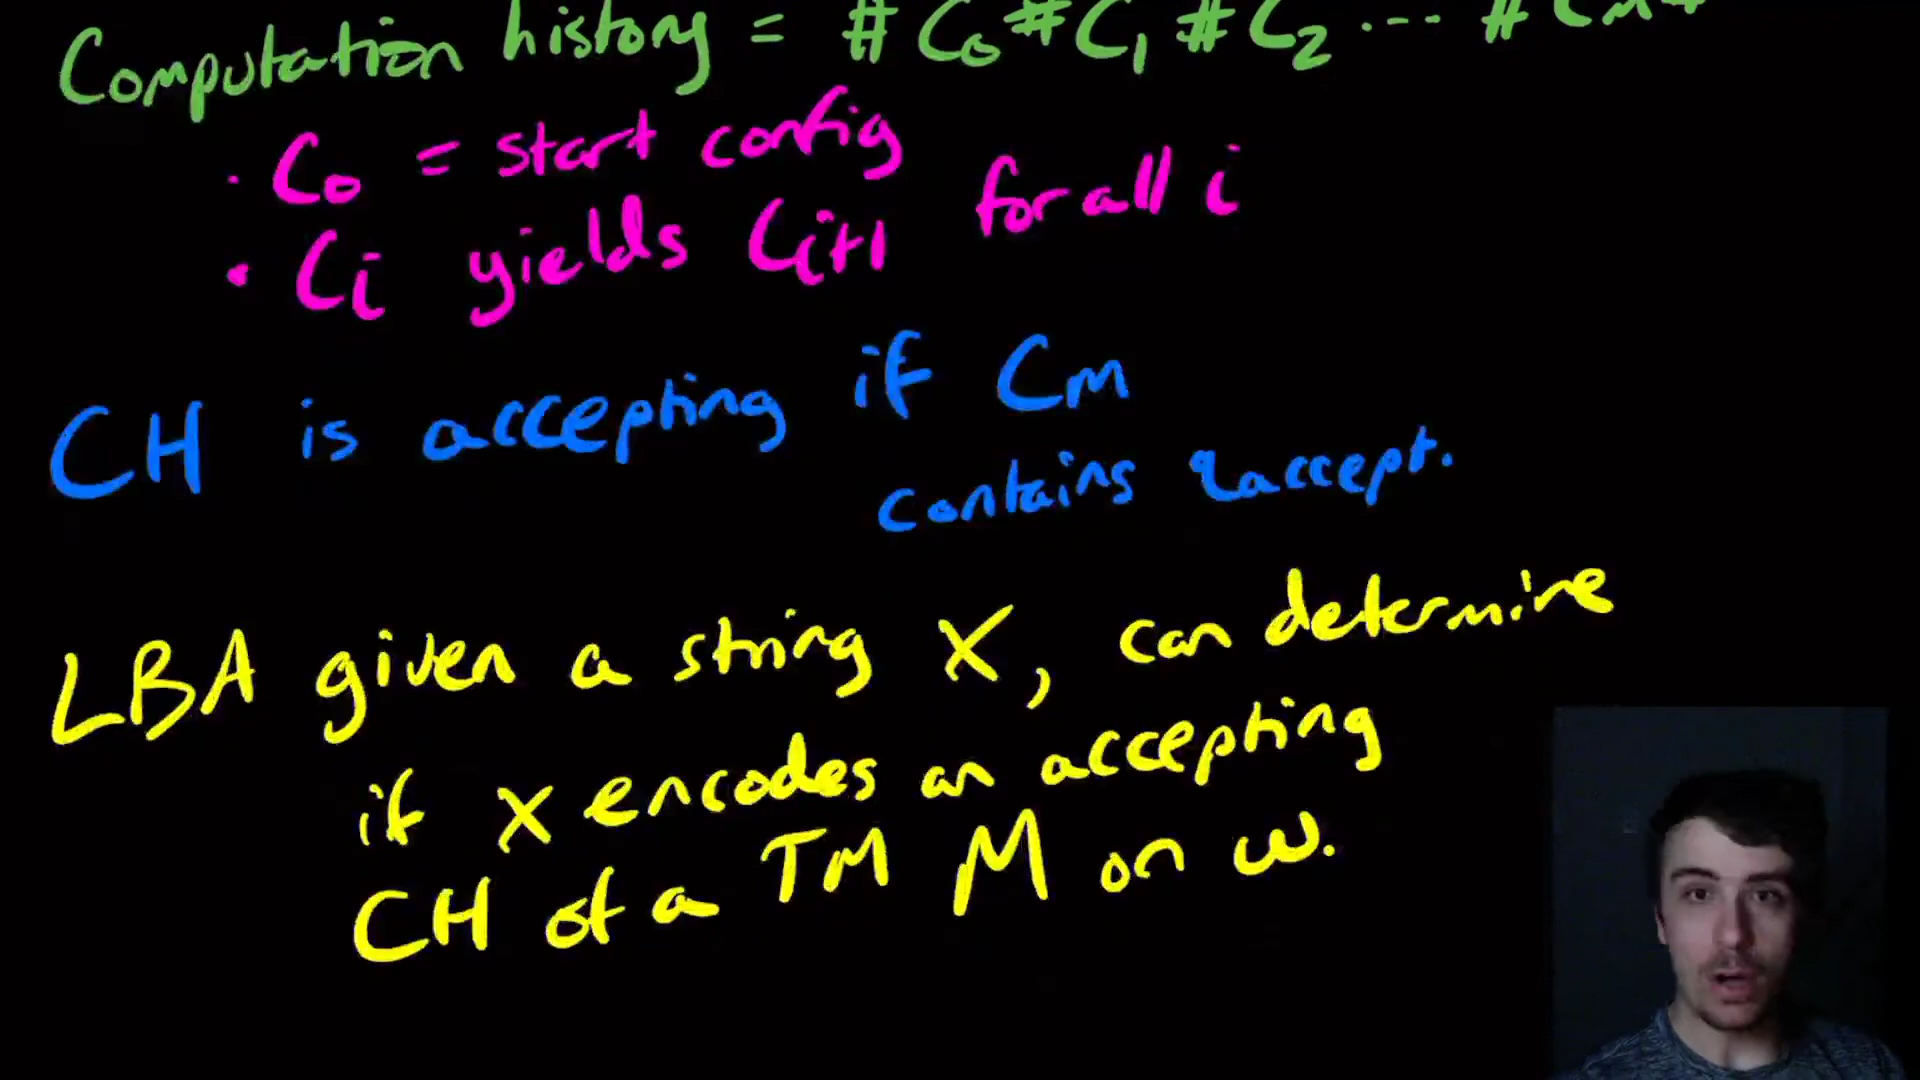 Computation history = # C0 # C1 # C2 ... # CM #
• C0 = start config
• Ci yields Ci+1 for all i
CH is accepting if CM
contains qaccept.
LBA given a string X, can determine
if X encodes an accepting
CH of a TM M on w.